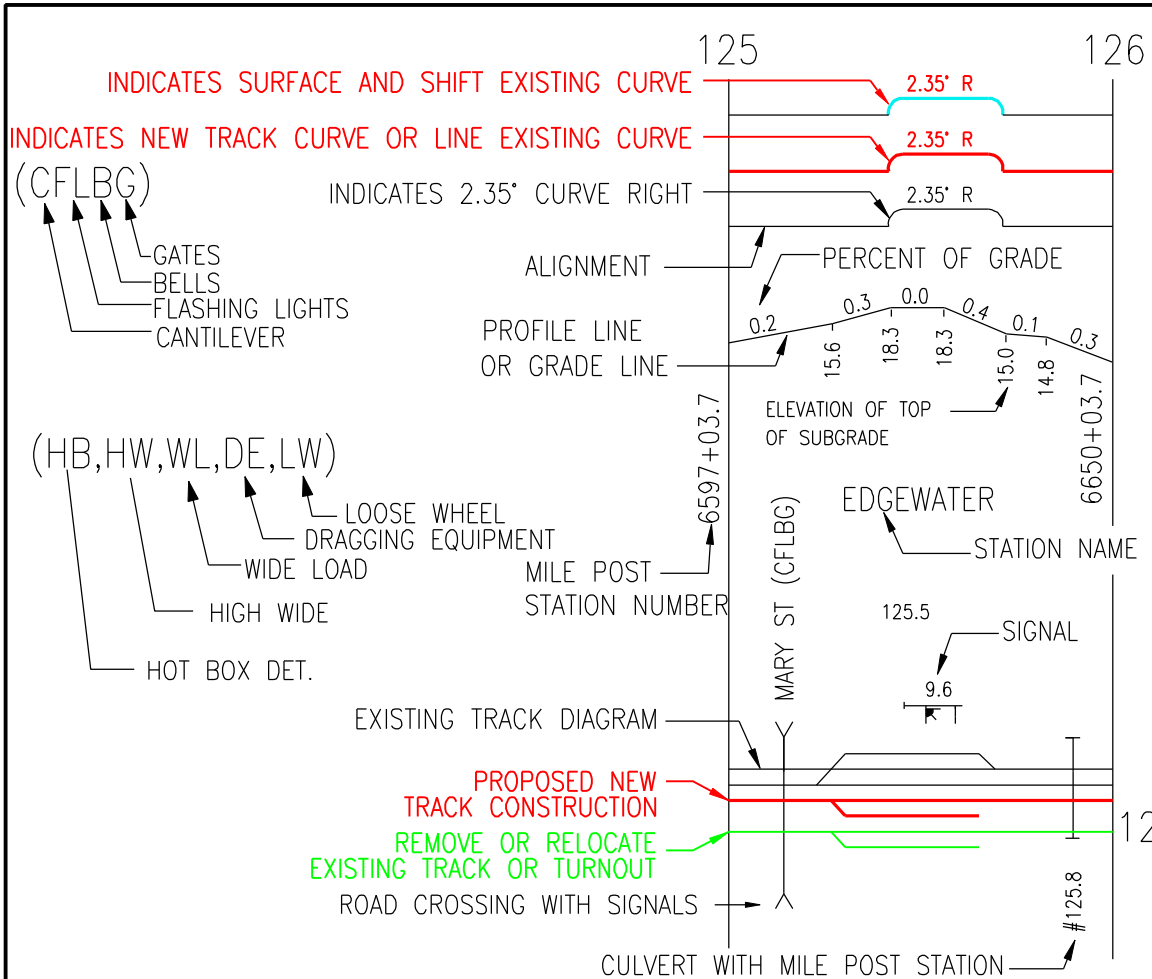 125
126
INDICATES SURFACE AND SHIFT EXISTING CURVE
2.35° R
INDICATES NEW TRACK CURVE OR LINE EXISTING CURVE
2.35° R
(CFLBG)
INDICATES 2.35° CURVE RIGHT
2.35° R
GATES
BELLS
FLASHING LIGHTS
CANTILEVER
ALIGNMENT
PERCENT OF GRADE
PROFILE LINE
OR GRADE LINE
0.2
0.3
0.0
0.4
0.1
0.3
15.6
18.3
18.3
15.0
14.8
ELEVATION OF TOP
OF SUBGRADE
6597+03.7
6650+03.7
(HB,HW,WL,DE,LW)
LOOSE WHEEL
DRAGGING EQUIPMENT
WIDE LOAD
HIGH WIDE
HOT BOX DET.
EDGEWATER
STATION NAME
MILE POST
STATION NUMBER
MARY ST (CFLBG)
125.5
SIGNAL
9.6
EXISTING TRACK DIAGRAM
PROPOSED NEW
TRACK CONSTRUCTION
REMOVE OR RELOCATE
EXISTING TRACK OR TURNOUT
12
ROAD CROSSING WITH SIGNALS
#125.8
CULVERT WITH MILE POST STATION